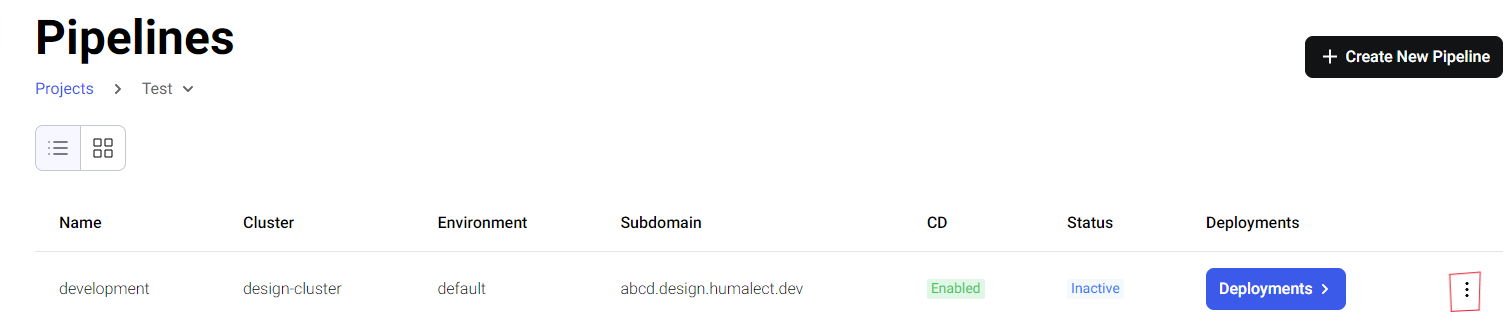 Pipelines
Create New Pipeline
Projects > Test
Name Cluster Environment Subdomain CD Status Deployments
development design-cluster default abcd.design.humalect.dev Enabled Inactive Deployments >